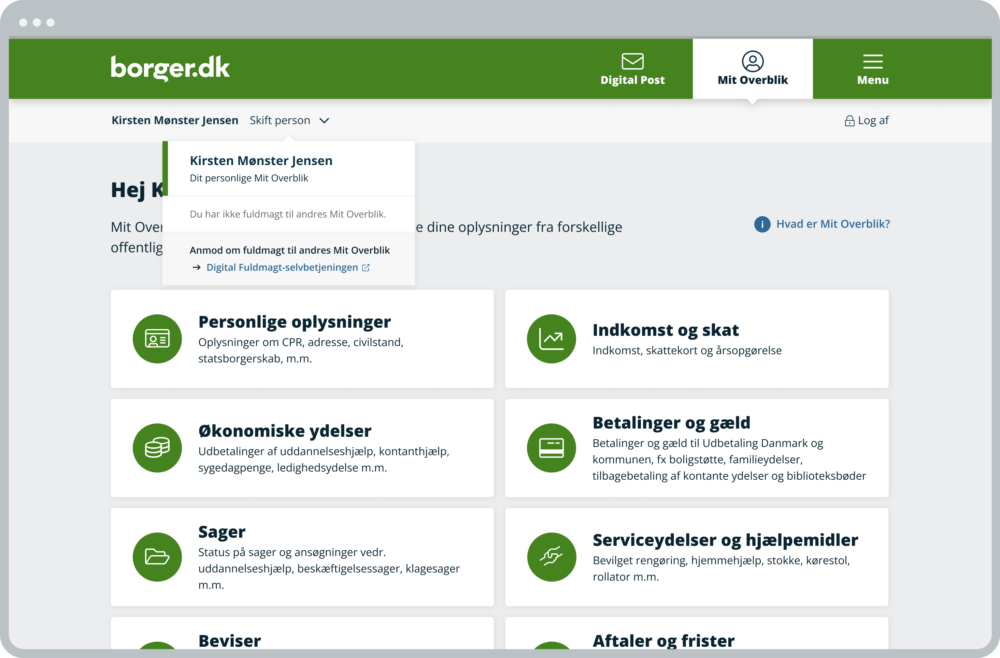 borger.dk
Digital Post
Mit Overblik
Menu
Kirsten Mønster Jensen Skift person
Log af
Kirsten Mønster Jensen
Dit personlige Mit Overblik
Du har ikke fuldmagt til andres Mit Overblik.
Anmod om fuldmagt til andres Mit Overblik
→ Digital Fuldmagt-selvbetjeningen
Hej
Mit dine oplysninger fra forskellige
Hvad er Mit Overblik?
Personlige oplysninger
Oplysninger om CPR, adresse, civilstand,
statsborgerskab, m.m.
Indkomst og skat
Indkomst, skattekort og årsopgørelse
Økonomiske ydelser
Udbetalinger af uddannelseshjælp, kontanthjælp,
sygedagpenge, ledighedsydelse m.m.
Betalinger og gæld
Betalinger og gæld til Udbetaling Danmark og
kommunen, fx boligstøtte, familieydelser,
tilbagebetaling af kontante ydelser og biblioteksbøder
Sager
Status på sager og ansøgninger vedr.
uddannelseshjælp, beskæftigelsessager, klagesager
m.m.
Serviceydelser og hjælpemidler
Bevilget rengøring, hjemmehjælp, stokke, kørestol,
rollator m.m.
Beviser
Aftaler og frister